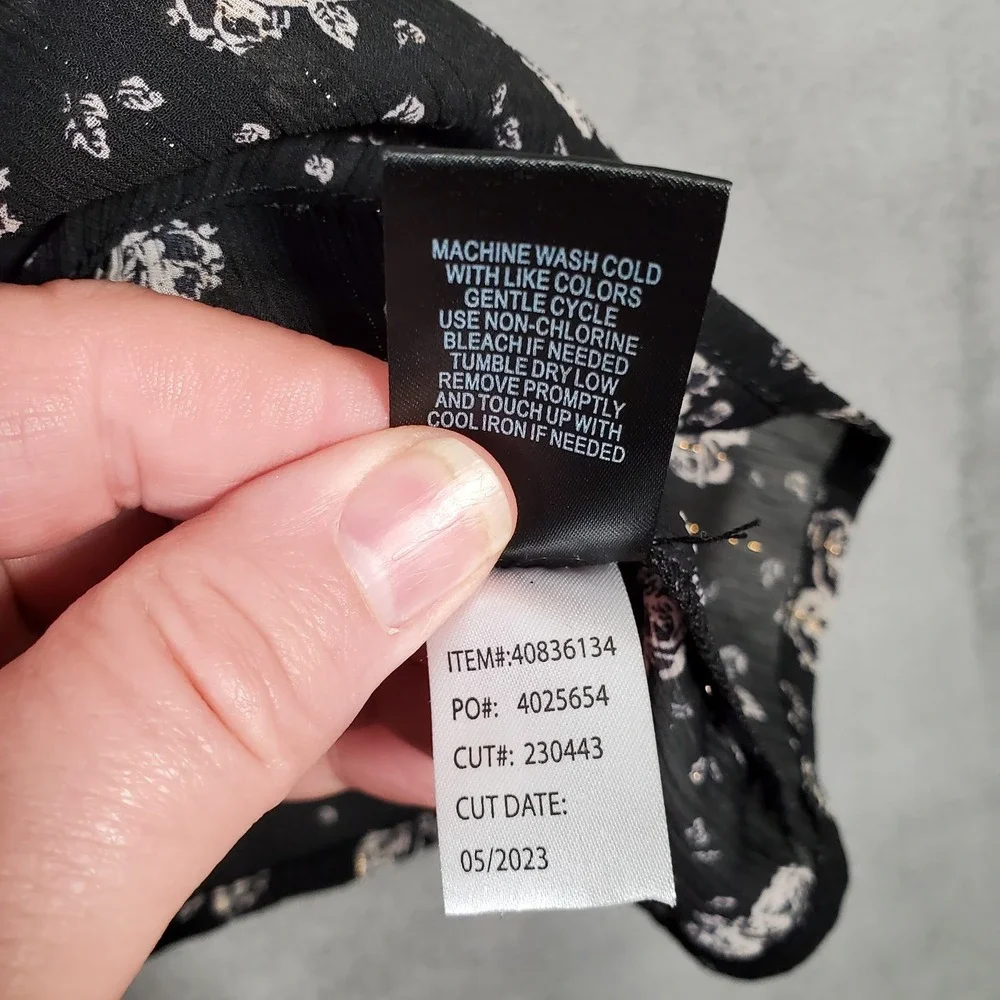 MACHINE WASH COLD
WITH LIKE COLORS
GENTLE CYCLE
USE NON-CHLORINE
BLEACH IF NEEDED
TUMBLE DRY LOW
REMOVE PROMPTLY
AND TOUCH UP WITH
COOL IRON IF NEEDED
ITEM#:40836134
PO#: 4025654
CUT#: 230443
CUT DATE:
05/2023